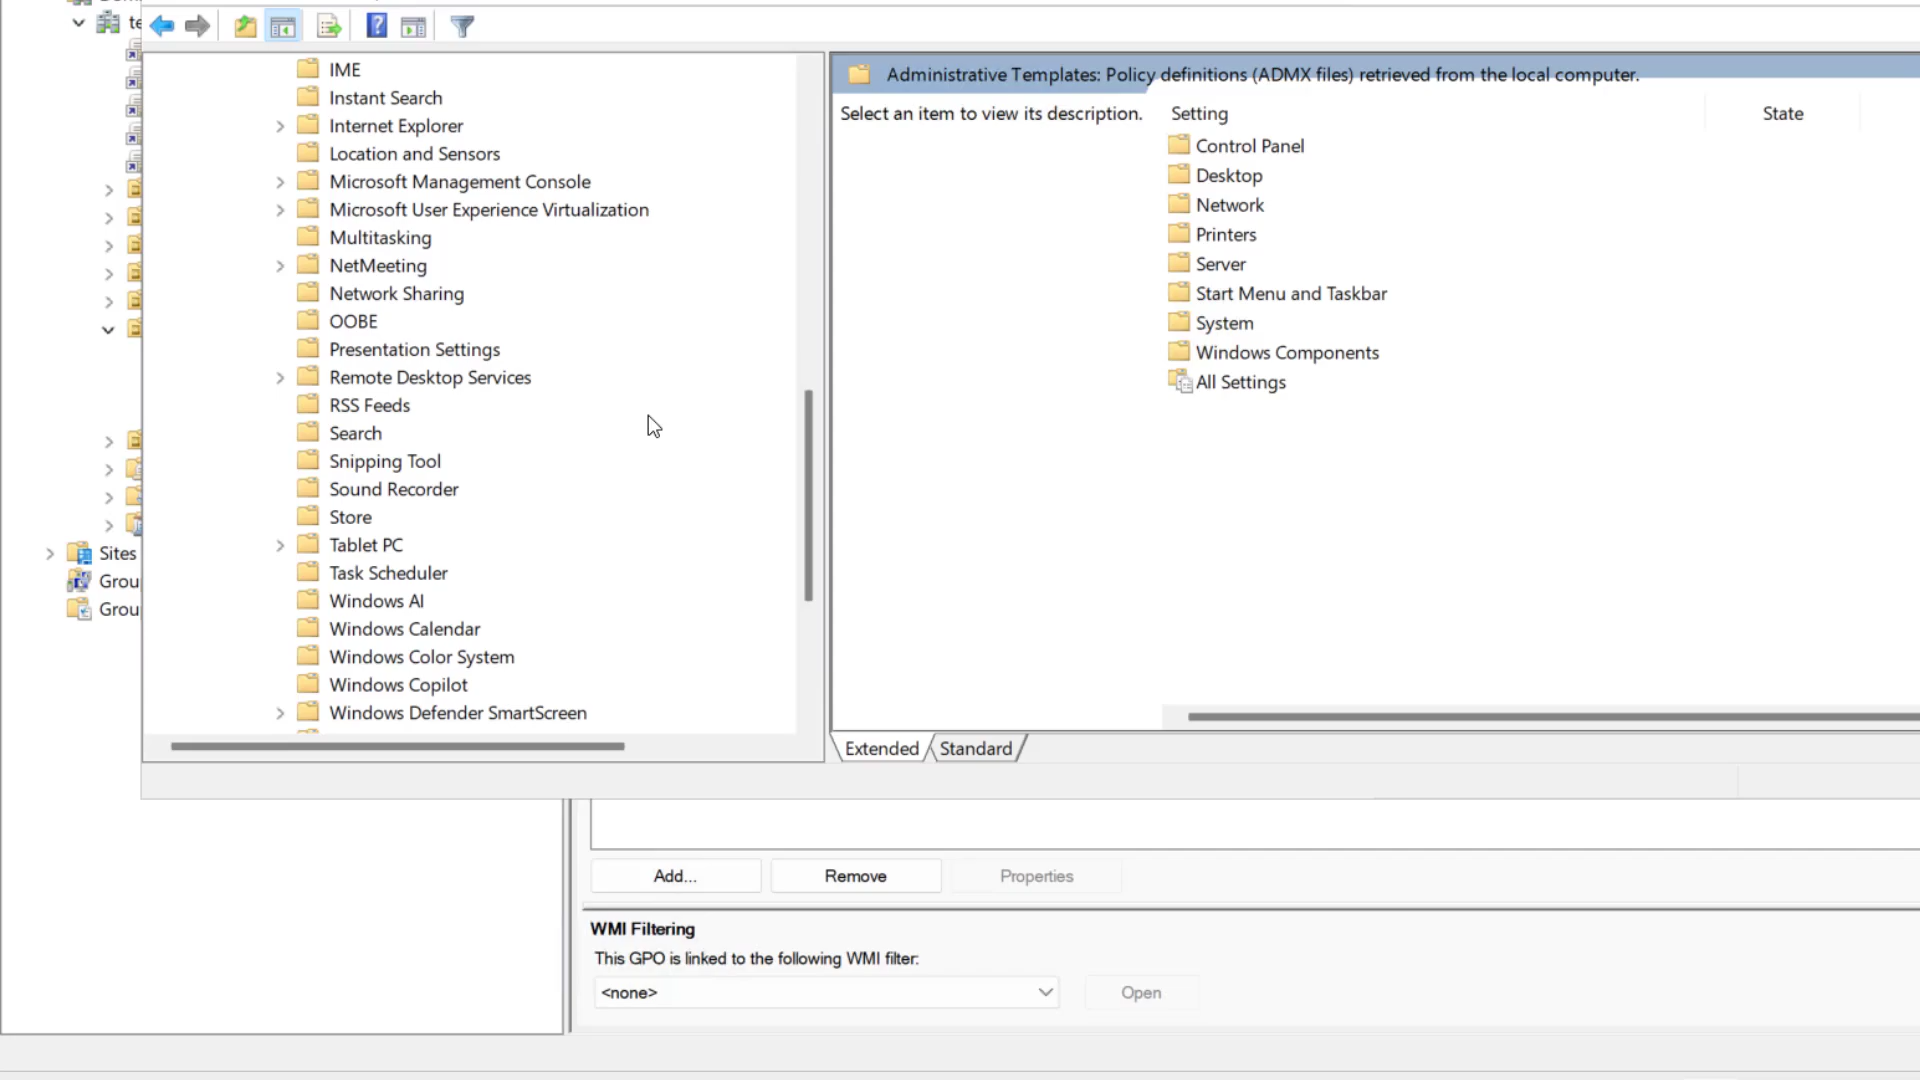 te
Sites
Grou
Grou
IME
Instant Search
Internet Explorer
Location and Sensors
Microsoft Management Console
Microsoft User Experience Virtualization
Multitasking
NetMeeting
Network Sharing
OOBE
Presentation Settings
Remote Desktop Services
RSS Feeds
Search
Snipping Tool
Sound Recorder
Store
Tablet PC
Task Scheduler
Windows AI
Windows Calendar
Windows Color System
Windows Copilot
Windows Defender SmartScreen
Administrative Templates: Policy definitions (ADMX files) retrieved from the local computer.
Select an item to view its description.
Setting State
Control Panel
Desktop
Network
Printers
Server
Start Menu and Taskbar
System
Windows Components
All Settings
Extended Standard
Add... Remove Properties
WMI Filtering
This GPO is linked to the following WMI filter:
<none> Open